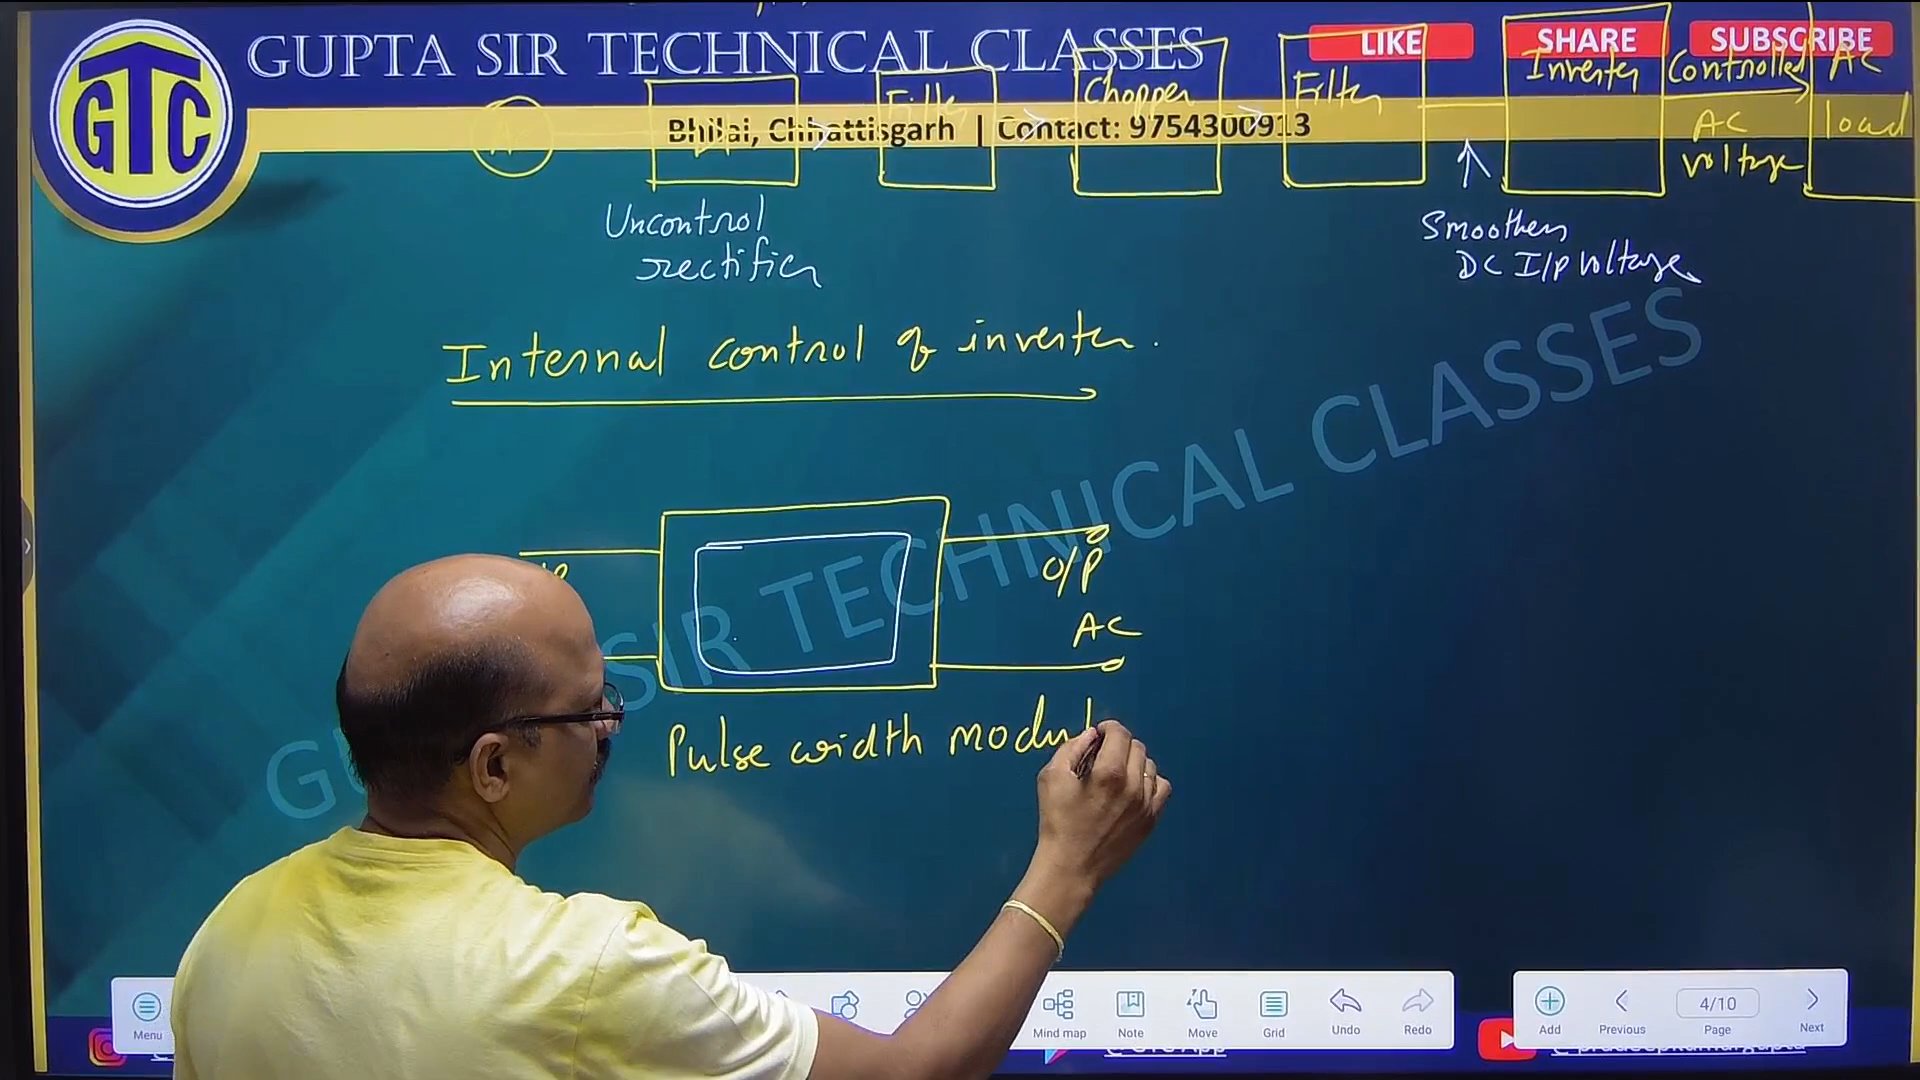 GTC
GUPTA SIR TECHNICAL CLASSES
LIKE
SHARE
SUBSCRIBE
Bhilai, Chhattisgarh | Contact: 9754300913
Filter
Chopper
Filter
Inverter
Controlled
AC
voltage
AC
load
Uncontrol
rectifier
Smoothen
DC I/P voltage
Internal control of inverter.
O/P
AC
Pulse width modul
SIR TECHNICAL CLASSES
Menu
Mind map
Note
Move
Grid
Undo
Redo
Add
Previous
4/10
Page
Next